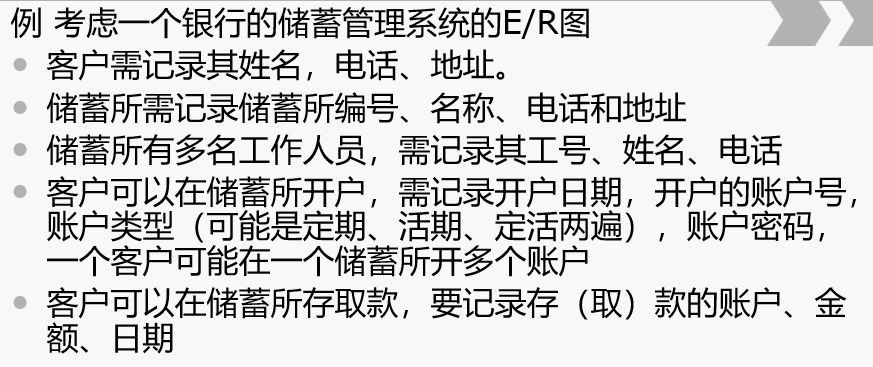 例 考虑一个银行的储蓄管理系统的E/R图
客户需记录其姓名，电话、地址。
储蓄所需记录储蓄所编号、名称、电话和地址
储蓄所有多名工作人员，需记录其工号、姓名、电话
客户可以在储蓄所开户，需记录开户日期，开户的账户号，
账户类型（可能是定期、活期、定活两遍），账户密码，
一个客户可能在一个储蓄所开多个账户
客户可以在储蓄所存取款，要记录存（取）款的账户、金
额、日期